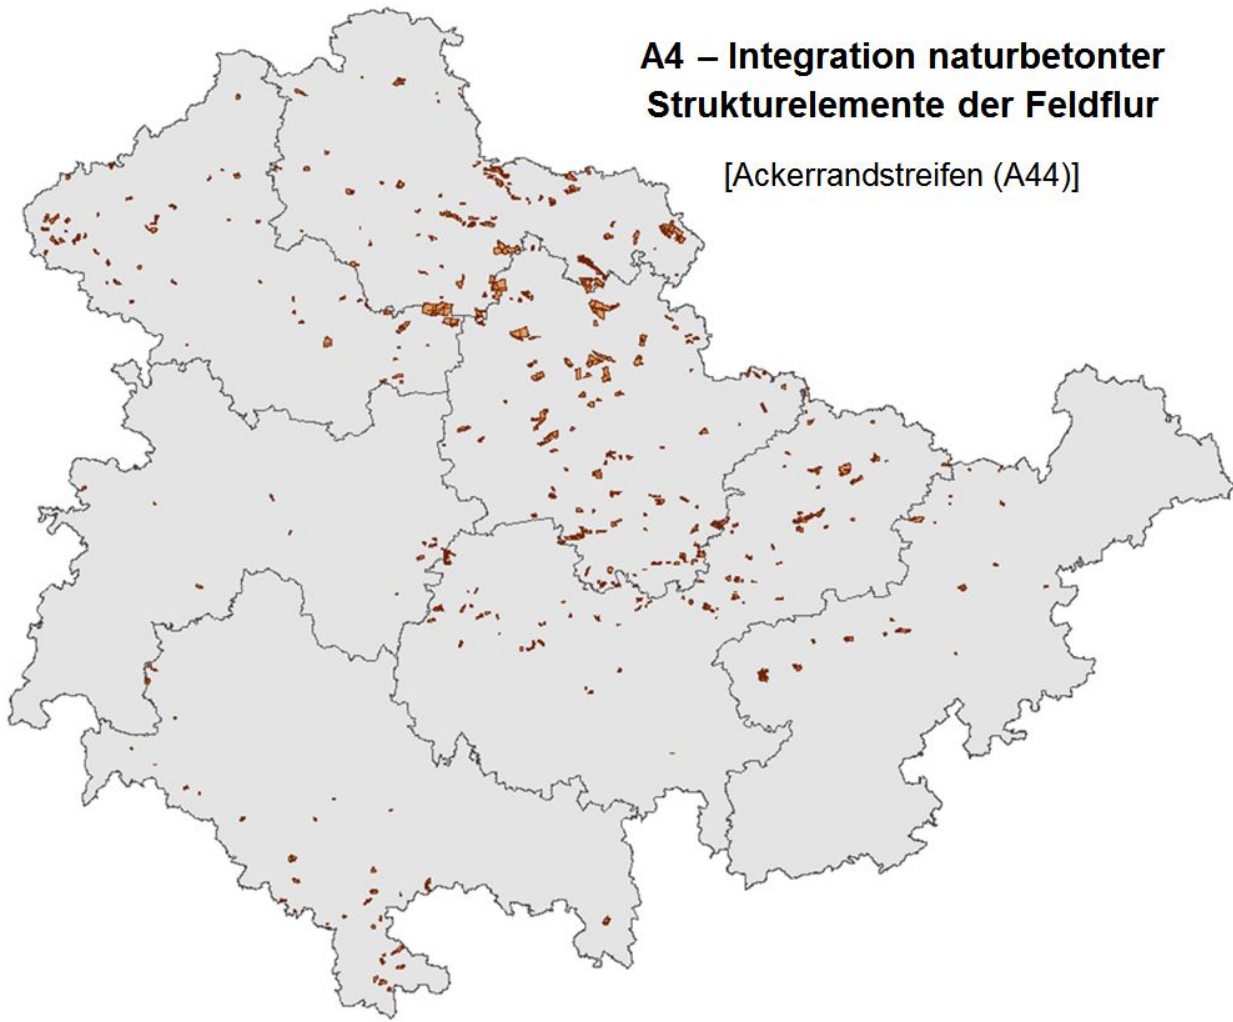 A4 – Integration naturbetonter
Strukturelemente der Feldflur
[Ackerrandstreifen (A44)]